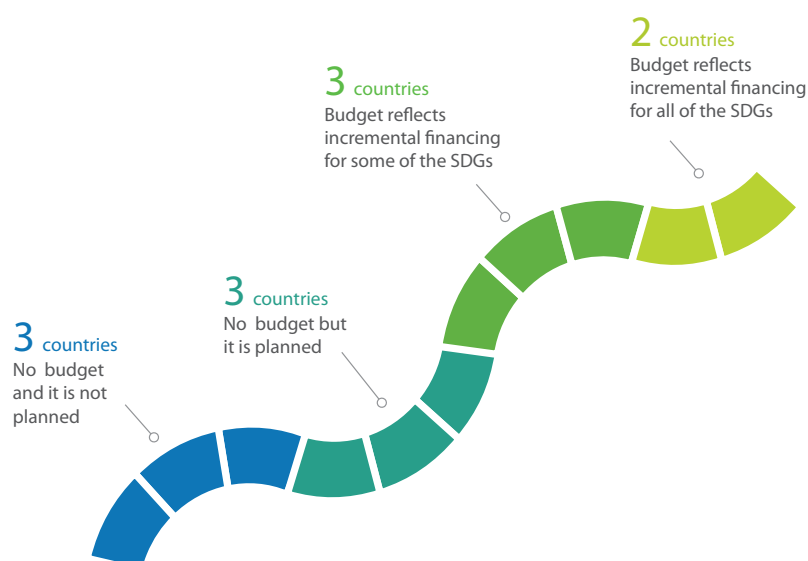 3 countries
No budget
and it is not
planned
3 countries
No budget but
it is planned
3 countries
Budget reflects
incremental financing
for some of the SDGs
2 countries
Budget reflects
incremental financing
for all of the SDGs